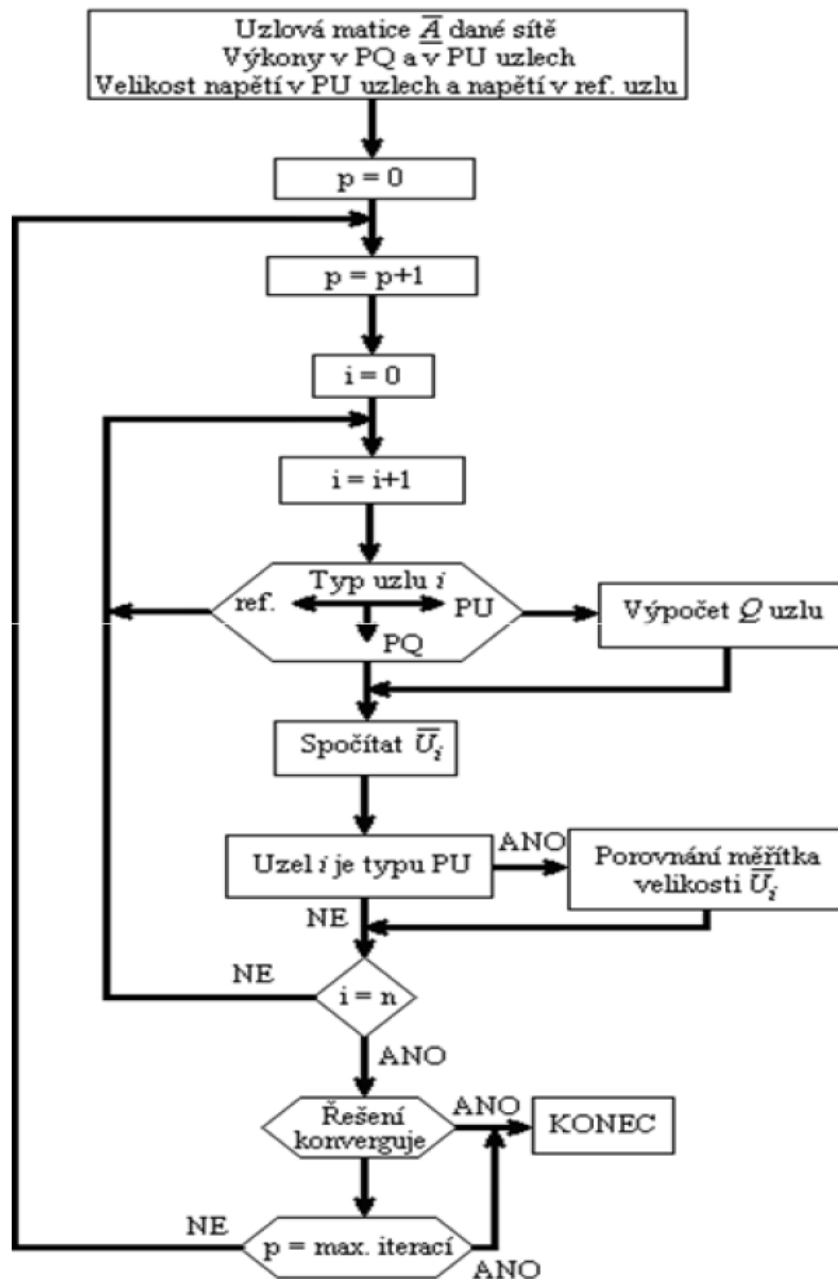 Uzlová matice A dané sítě
Výkony v PQ a v PU uzlech
Velikost napětí v PU uzlech a napětí v ref. uzlu
p = 0
p = p+1
i = 0
i = i+1
Typ uzlu i
ref.
PU
PQ
Výpočet Q uzlu
Spočítat U̅ᵢ
Uzel i je typu PU
ANO
Porovnání měřítka
velikosti U̅ᵢ
NE
NE
i = n
ANO
Řešení
konverguje
ANO
KONEC
NE
p = max. iterací
ANO